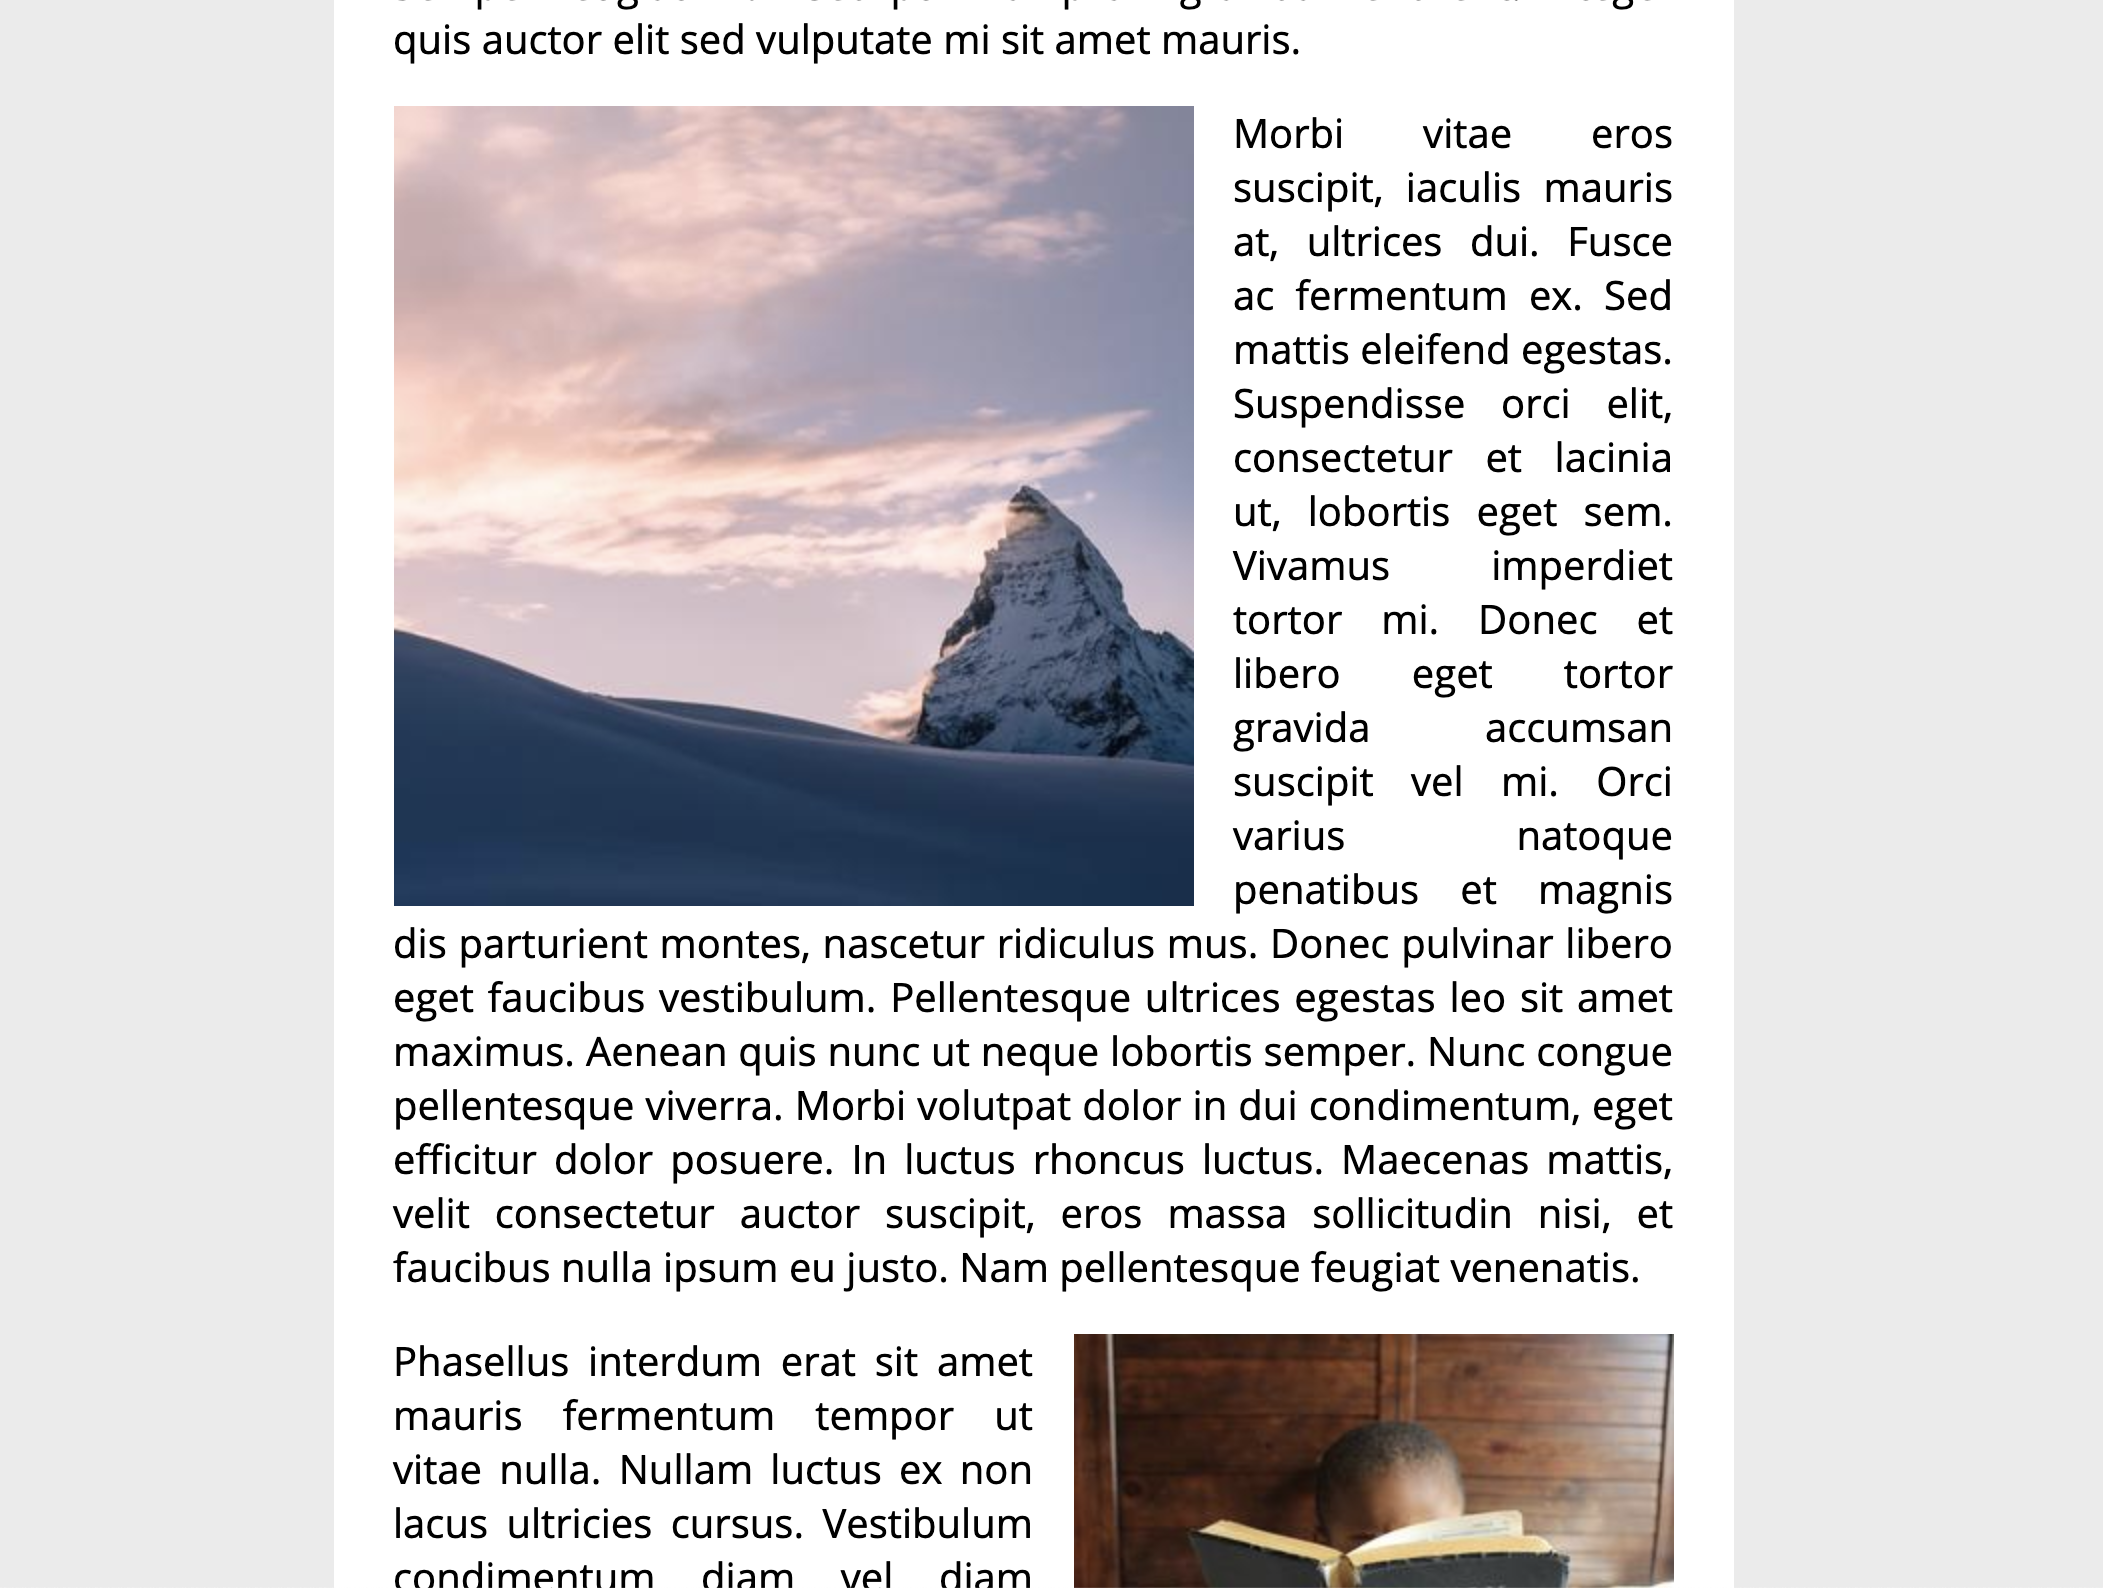 quis auctor elit sed vulputate mi sit amet mauris.
Morbi vitae eros
suscipit, iaculis mauris
at, ultrices dui. Fusce
ac fermentum ex. Sed
mattis eleifend egestas.
Suspendisse orci elit,
consectetur et lacinia
ut, lobortis eget sem.
Vivamus imperdiet
tortor mi. Donec et
libero eget tortor
gravida accumsan
suscipit vel mi. Orci
varius natoque
penatibus et magnis
dis parturient montes, nascetur ridiculus mus. Donec pulvinar libero
eget faucibus vestibulum. Pellentesque ultrices egestas leo sit amet
maximus. Aenean quis nunc ut neque lobortis semper. Nunc congue
pellentesque viverra. Morbi volutpat dolor in dui condimentum, eget
efficitur dolor posuere. In luctus rhoncus luctus. Maecenas mattis,
velit consectetur auctor suscipit, eros massa sollicitudin nisi, et
faucibus nulla ipsum eu justo. Nam pellentesque feugiat venenatis.
Phasellus interdum erat sit amet
mauris fermentum tempor ut
vitae nulla. Nullam luctus ex non
lacus ultricies cursus. Vestibulum
condimentum diam vel diam